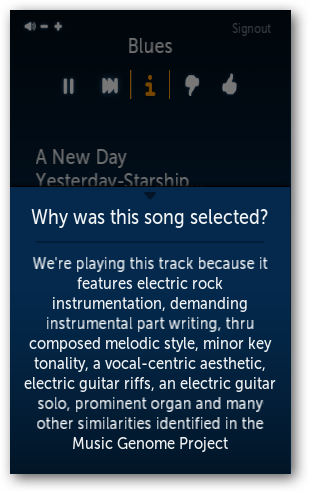 Signout
Blues
A New Day
Yesterday-Starship...
Why was this song selected?
We're playing this track because it
features electric rock
instrumentation, demanding
instrumental part writing, thru
composed melodic style, minor key
tonality, a vocal-centric aesthetic,
electric guitar riffs, an electric guitar
solo, prominent organ and many
other similarities identified in the
Music Genome Project